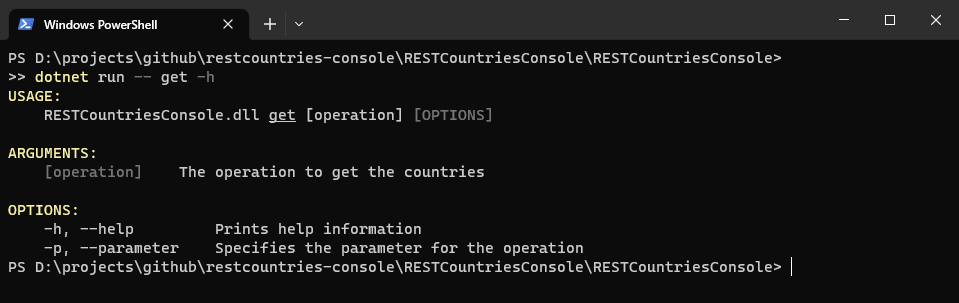 Windows PowerShell
PS D:\projects\github\restcountries-console\RESTCountriesConsole\RESTCountriesConsole>
>> dotnet run -- get -h
USAGE:
    RESTCountriesConsole.dll get [operation] [OPTIONS]

ARGUMENTS:
    [operation]    The operation to get the countries

OPTIONS:
    -h, --help         Prints help information
    -p, --parameter    Specifies the parameter for the operation
PS D:\projects\github\restcountries-console\RESTCountriesConsole\RESTCountriesConsole>